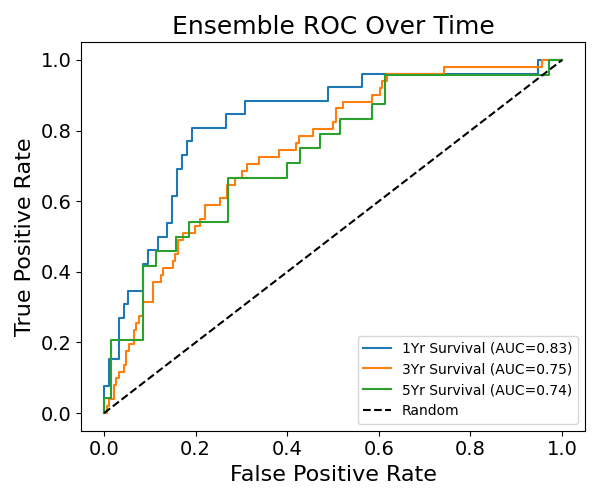 Ensemble ROC Over Time
True Positive Rate
1.0
0.8
0.6
0.4
0.2
0.0
1Yr Survival (AUC=0.83)
3Yr Survival (AUC=0.75)
5Yr Survival (AUC=0.74)
Random
0.0 0.2 0.4 0.6 0.8 1.0
False Positive Rate